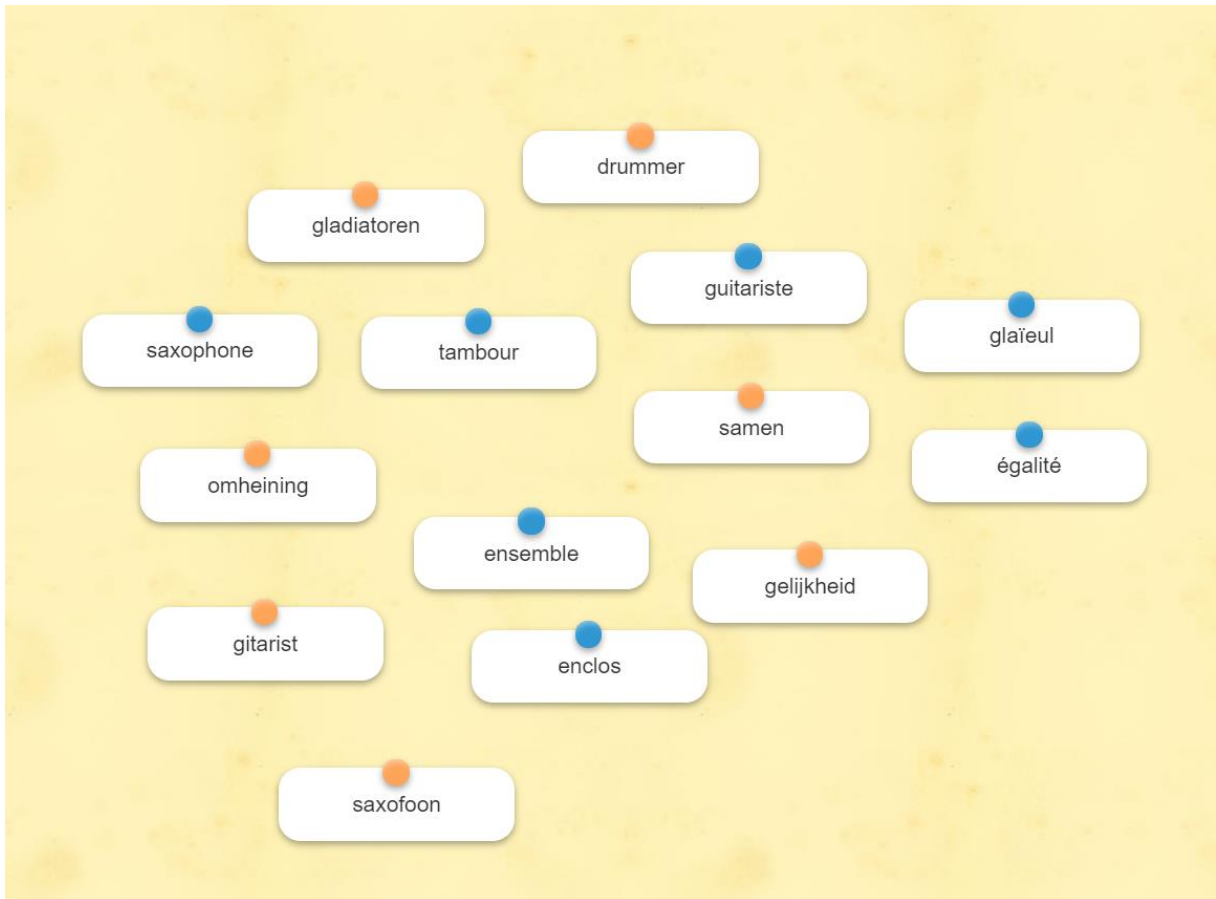 drummer
gladiatoren
guitariste
glaïeul
saxophone
tambour
samen
égalité
omheining
ensemble
gelijkheid
gitarist
enclos
saxofoon